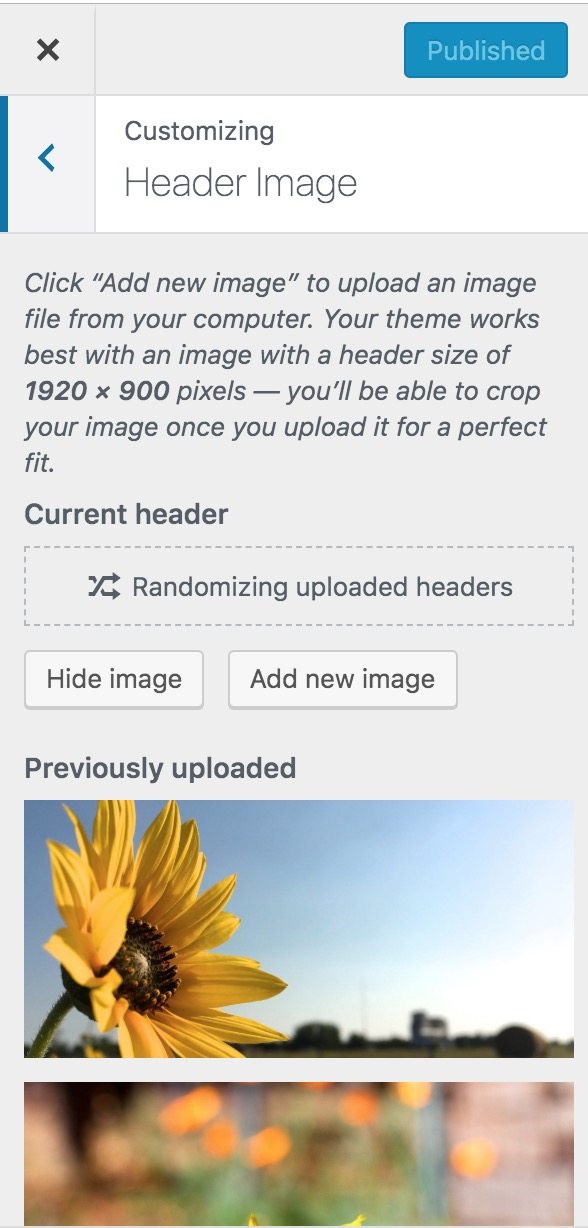 Published
Customizing
Header Image
Click “Add new image” to upload an image
file from your computer. Your theme works
best with an image with a header size of
1920 × 900 pixels — you’ll be able to crop
your image once you upload it for a perfect
fit.
Current header
Randomizing uploaded headers
Hide image
Add new image
Previously uploaded